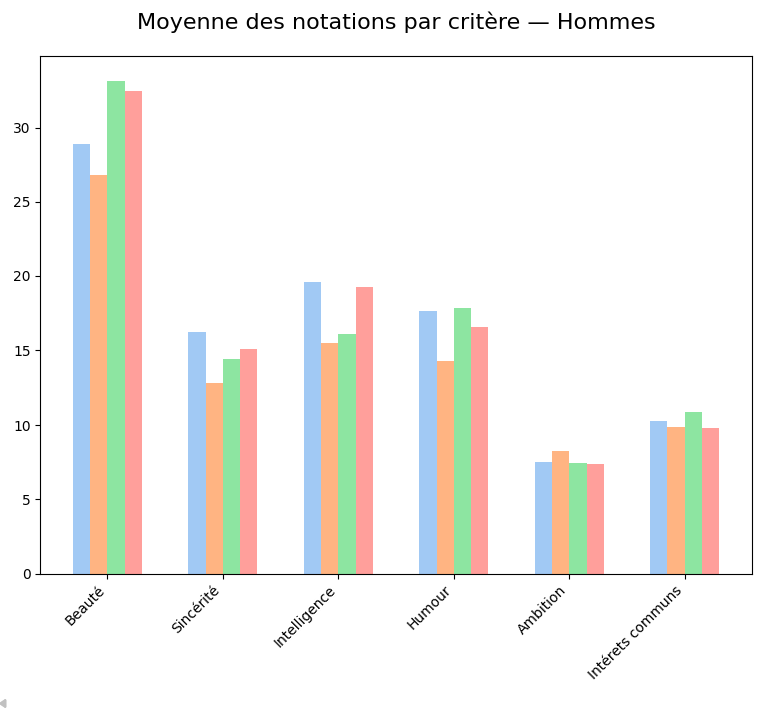 Moyenne des notations par critère — Hommes
30
25
20
15
10
5
0
Beauté
Sincérité
Intelligence
Humour
Ambition
Intérets communs